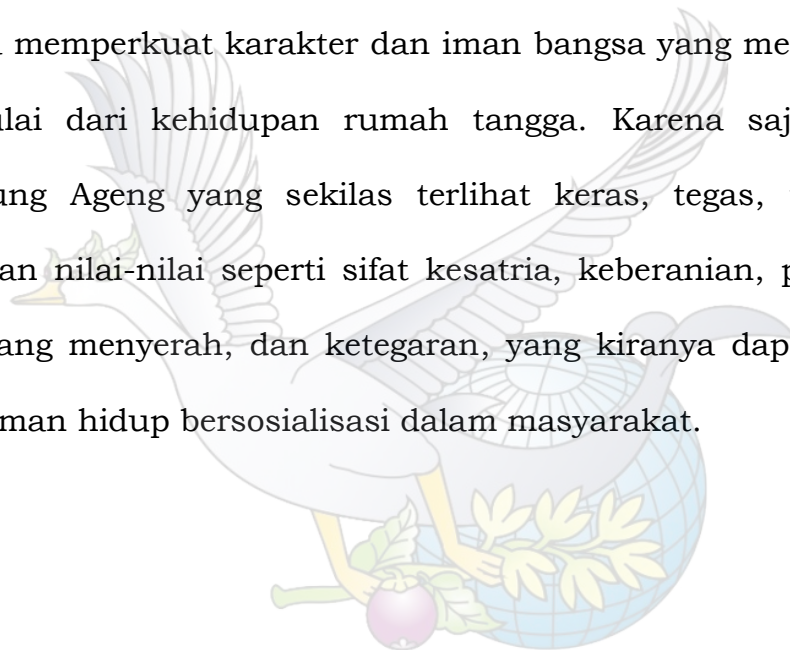 memperkuat karakter dan iman bangsa yang me
ulai dari kehidupan rumah tangga. Karena saj
ung Ageng yang sekilas terlihat keras, tegas,
an nilai-nilai seperti sifat kesatria, keberanian, p
ang menyerah, dan ketegaran, yang kiranya dap
man hidup bersosialisasi dalam masyarakat.